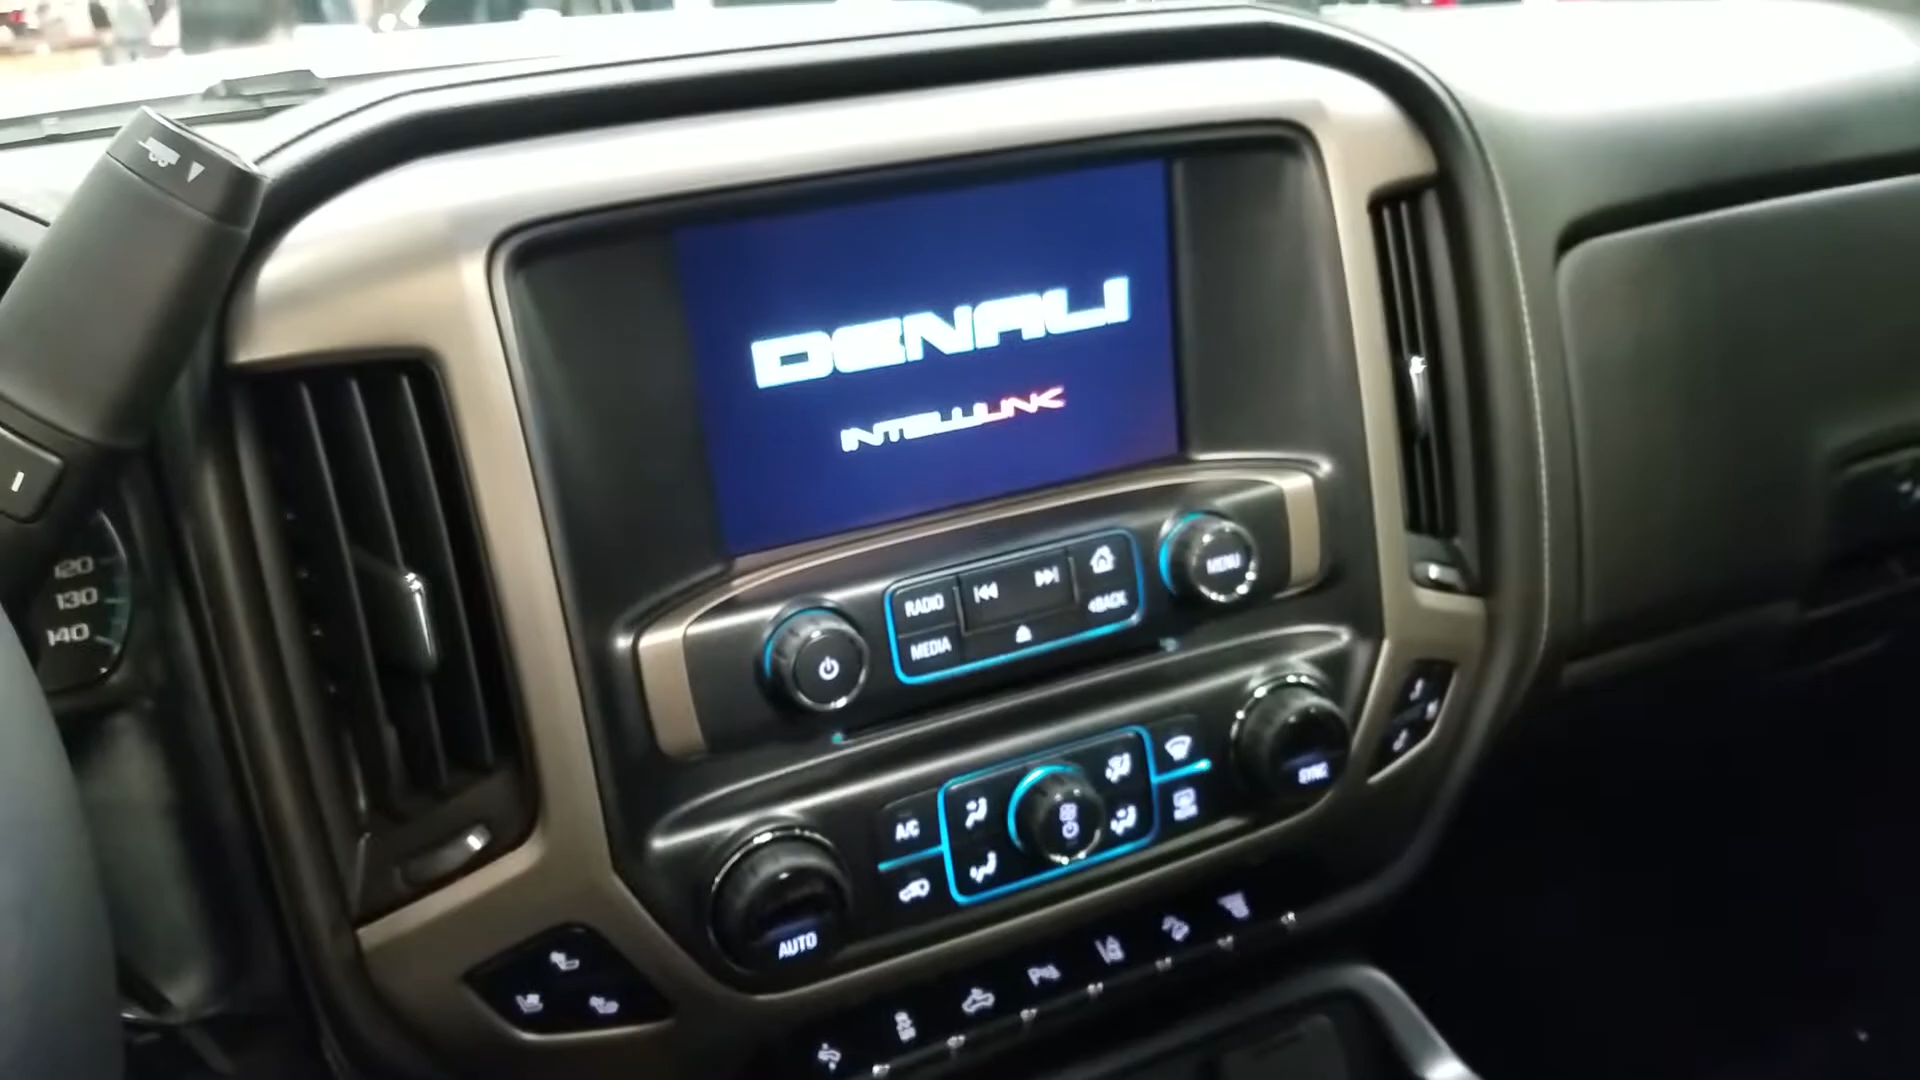 DENALI
INTELLILINK
120
130
140
RADIO
MEDIA
BACK
MENU
A/C
AUTO
SYNC